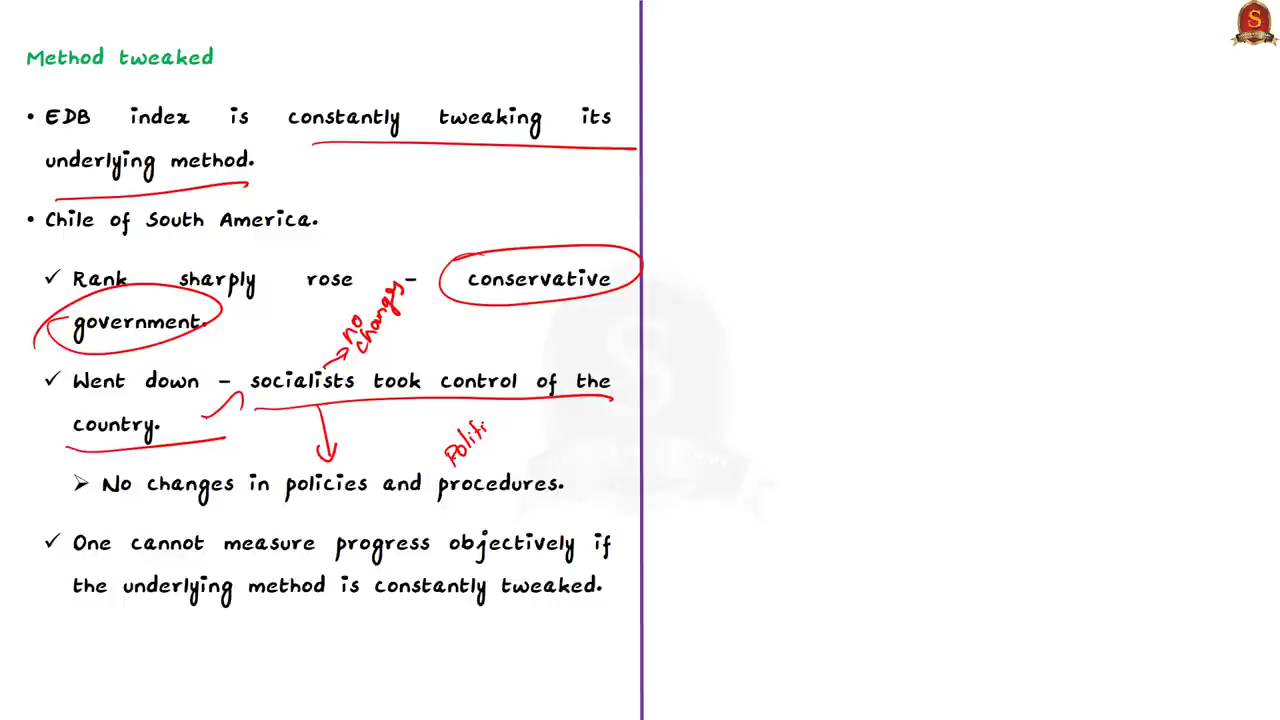 Method tweaked
• EDB index is constantly tweaking its
underlying method.
• Chile of South America.
✓ Rank sharply rose - conservative
government.
no
changes
✓ Went down - socialists took control of the
country.
Politi
➢ No changes in policies and procedures.
✓ One cannot measure progress objectively if
the underlying method is constantly tweaked.
S